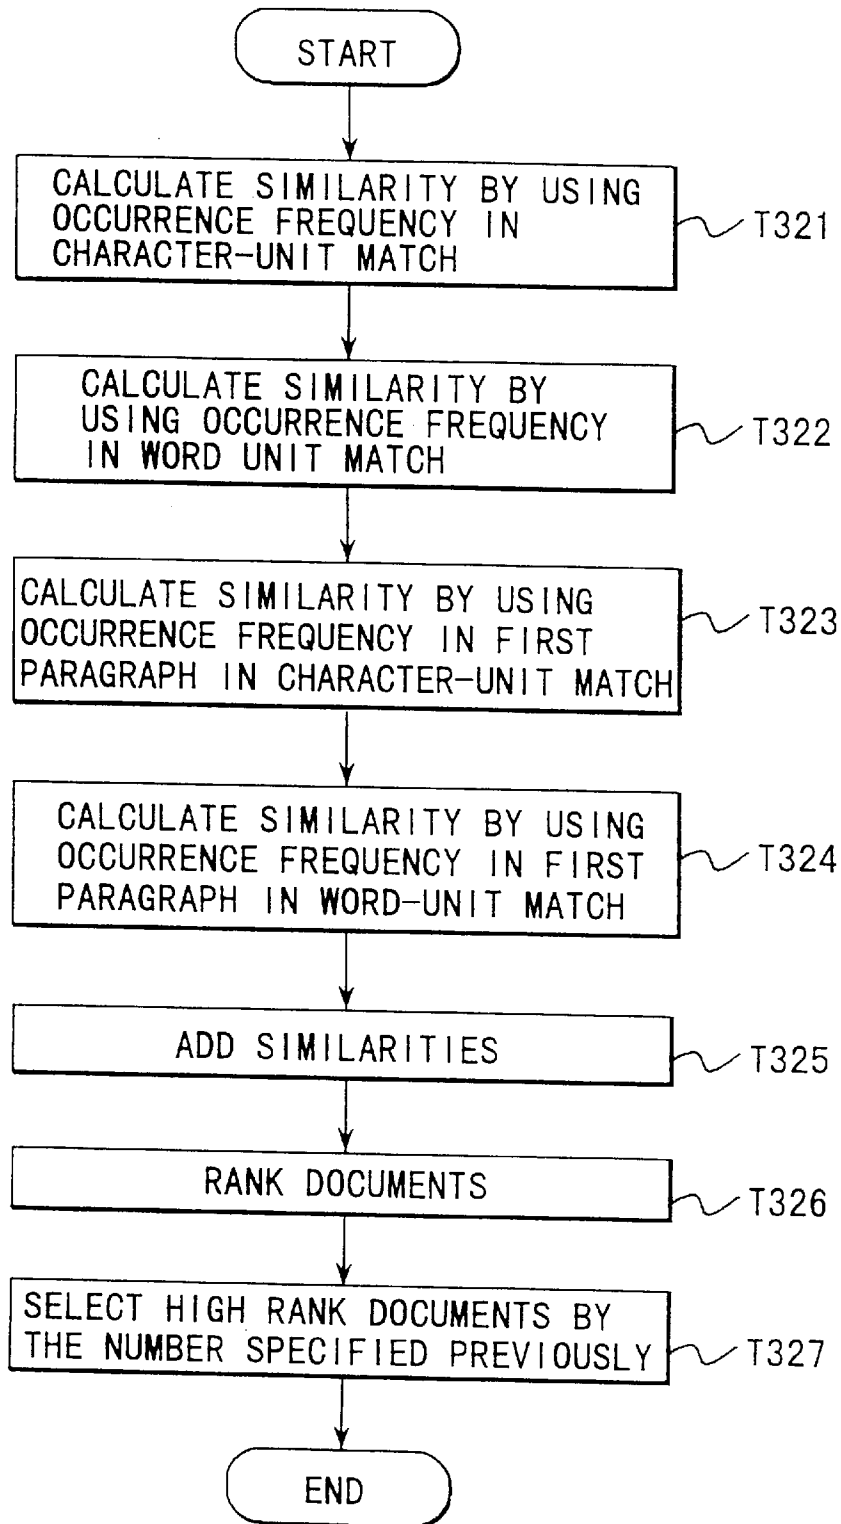 START
CALCULATE SIMILARITY BY USING
OCCURRENCE FREQUENCY IN
CHARACTER-UNIT MATCH
T321
CALCULATE SIMILARITY BY
USING OCCURRENCE FREQUENCY
IN WORD UNIT MATCH
T322
CALCULATE SIMILARITY BY USING
OCCURRENCE FREQUENCY IN FIRST
PARAGRAPH IN CHARACTER-UNIT MATCH
T323
CALCULATE SIMILARITY BY USING
OCCURRENCE FREQUENCY IN FIRST
PARAGRAPH IN WORD-UNIT MATCH
T324
ADD SIMILARITIES
T325
RANK DOCUMENTS
T326
SELECT HIGH RANK DOCUMENTS BY
THE NUMBER SPECIFIED PREVIOUSLY
T327
END